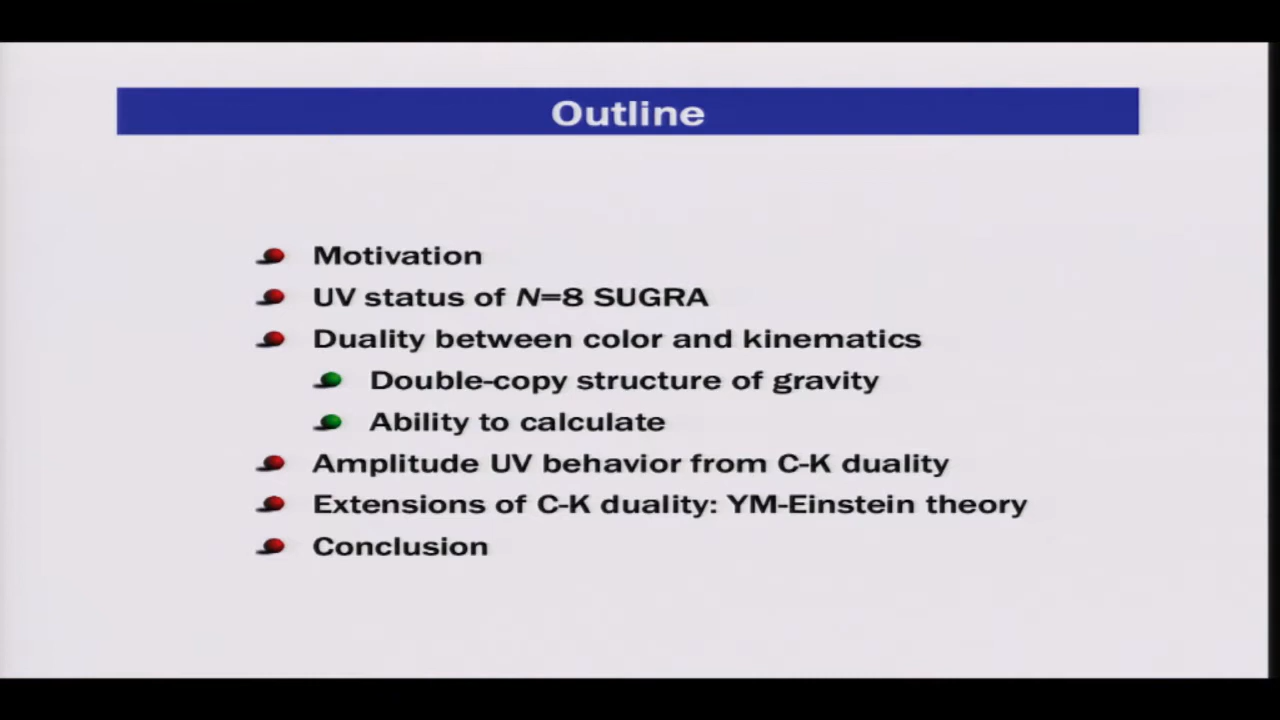 Outline
Motivation
UV status of N=8 SUGRA
Duality between color and kinematics
Double-copy structure of gravity
Ability to calculate
Amplitude UV behavior from C-K duality
Extensions of C-K duality: YM-Einstein theory
Conclusion